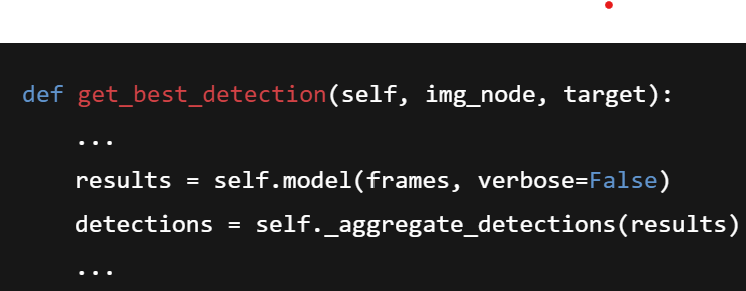 def get_best_detection(self, img_node, target):
...
results = self.model(frames, verbose=False)
detections = self._aggregate_detections(results)
...